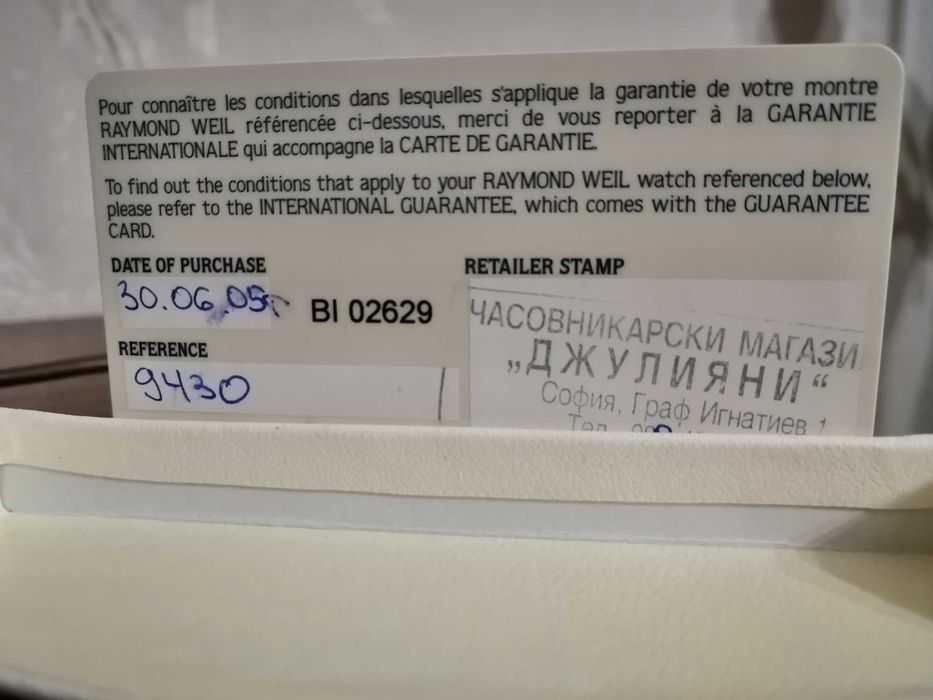 Pour connaître les conditions dans lesquelles s'applique la garantie de votre montre
RAYMOND WEIL référencée ci-dessous, merci de vous reporter à la GARANTIE
INTERNATIONALE qui accompagne la CARTE DE GARANTIE.
To find out the conditions that apply to your RAYMOND WEIL watch referenced below,
please refer to the INTERNATIONAL GUARANTEE, which comes with the GUARANTEE
CARD.
DATE OF PURCHASE
30.06.05г
BI 02629
REFERENCE
9430
RETAILER STAMP
ЧАСОВНИКАРСКИ МАГАЗИ
„ДЖУЛИЯНИ“
София, Граф Игнатиев 1
Тел.